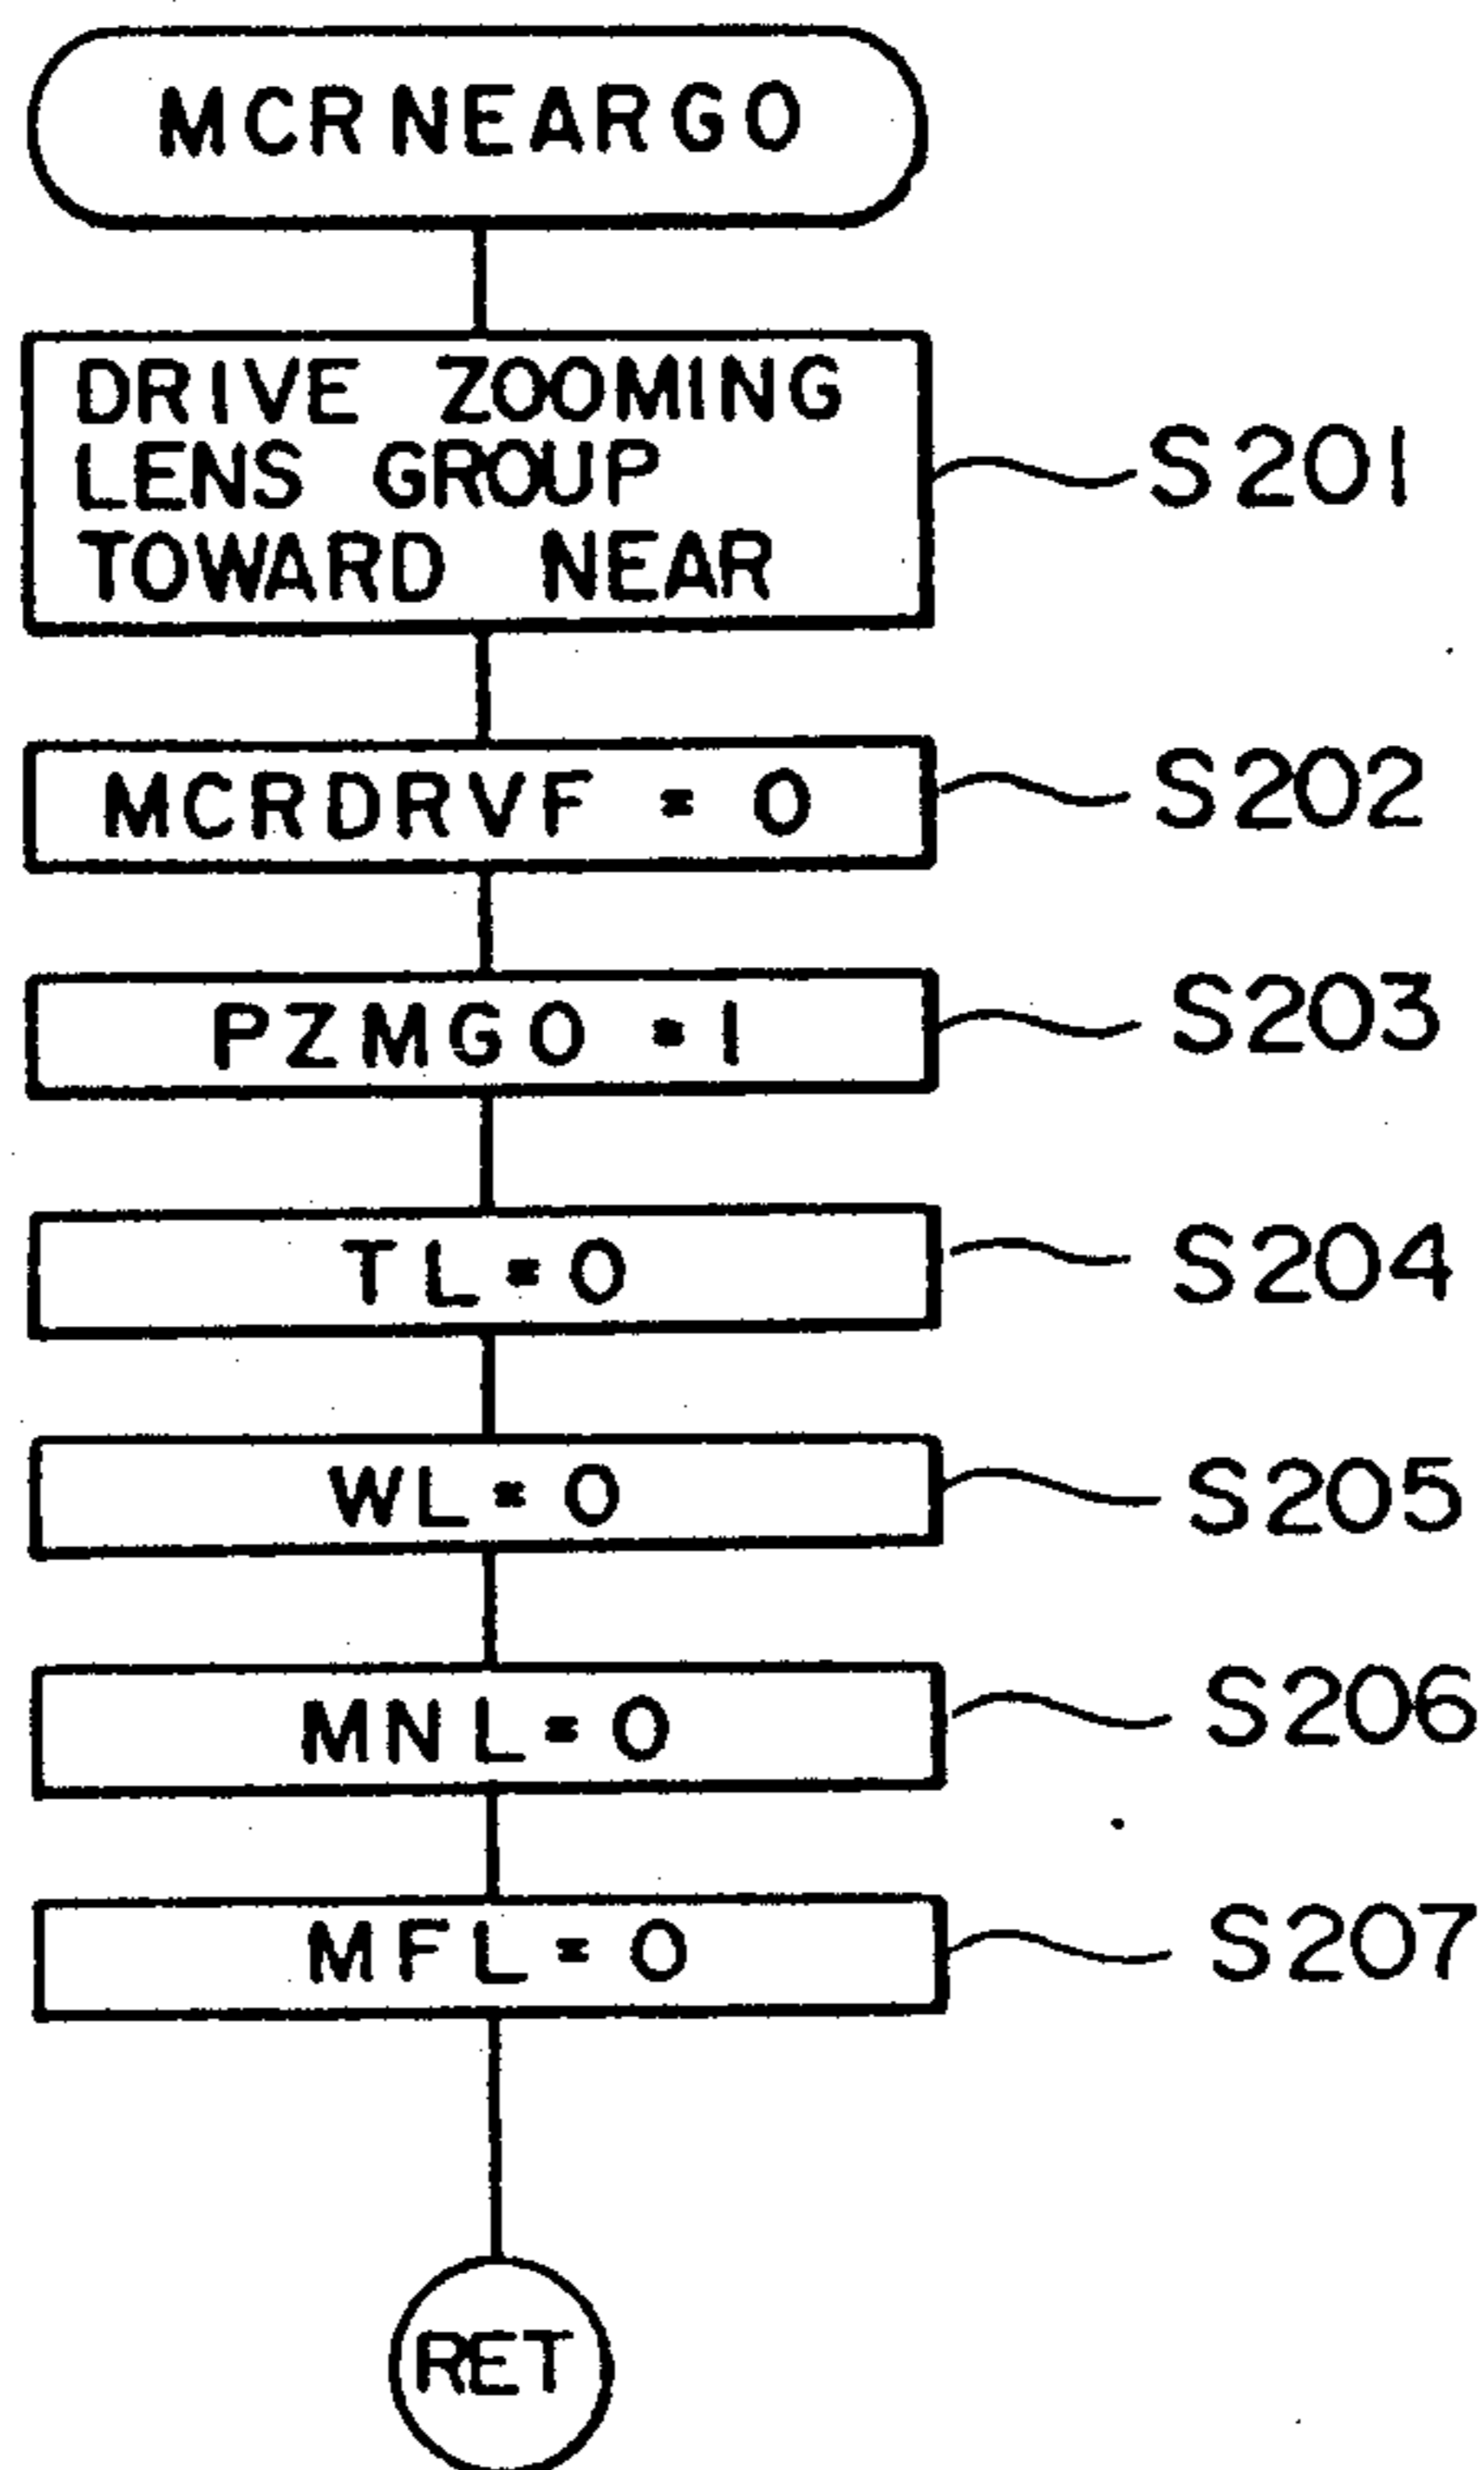 MCRNEARGO
DRIVE ZOOMING
LENS GROUP
TOWARD NEAR
S201
MCRDRVF = 0
S202
PZMGO = 1
S203
TL = 0
S204
WL = 0
S205
MNL = 0
S206
MFL = 0
S207
RET